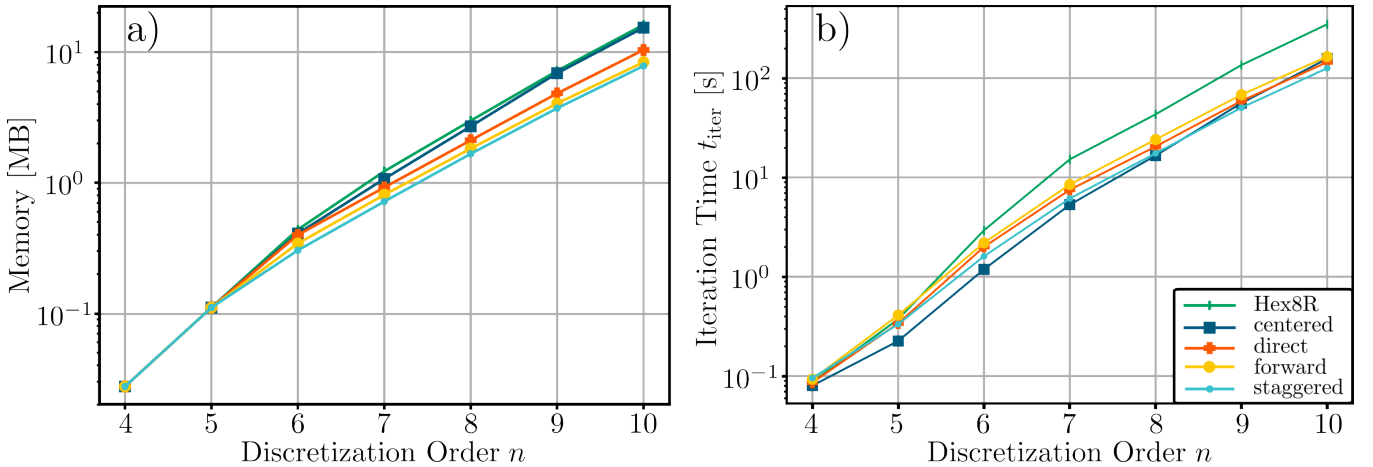 a)
Memory [MB]
10^1
10^0
10^-1
4 5 6 7 8 9 10
Discretization Order n
b)
Iteration Time t_iter [s]
10^2
10^1
10^0
10^-1
Hex8R
centered
direct
forward
staggered
4 5 6 7 8 9 10
Discretization Order n